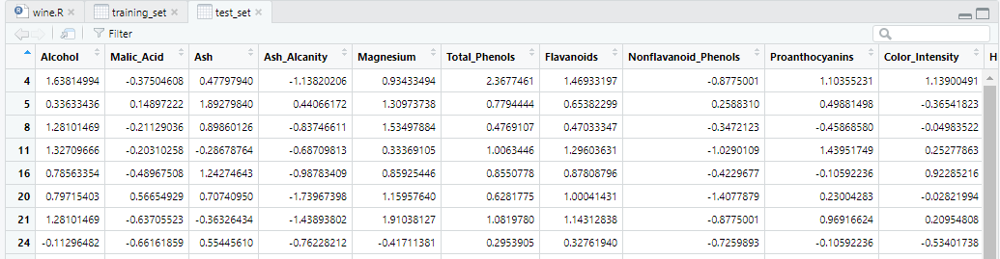 wine.R training_set test_set
Filter
Alcohol Malic_Acid Ash Ash_Alcanity Magnesium Total_Phenols Flavanoids Nonflavanoid_Phenols Proanthocyanins Color_Intensity H
4 1.63814994 -0.37504608 0.47797940 -1.13820206 0.93433494 2.3677461 1.46933197 -0.8775001 1.10355231 1.13900491
5 0.33633436 0.14897222 1.89279840 0.44066172 1.30973738 0.7794444 0.65382299 0.2588310 0.49881498 -0.36541823
8 1.28101469 -0.21129036 0.89860126 -0.83746611 1.53497884 0.4769107 0.47033347 -0.3472123 -0.45868580 -0.04983522
11 1.32709666 -0.20310258 -0.28678764 -0.68709813 0.33369105 1.0063446 1.29603631 -1.0290109 1.43951749 0.25277863
16 0.78563354 -0.48967508 1.24274643 -0.98783409 0.85925446 0.8550778 0.87808796 -0.4229677 -0.10592236 0.92285216
20 0.79715403 0.56654929 0.70740950 -1.73967398 1.15957640 0.6281775 1.00041431 -1.4077879 0.23004283 -0.02821994
21 1.28101469 -0.63705523 -0.36326434 -1.43893802 1.91038127 1.0819780 1.14312838 -0.8775001 0.96916624 0.20954808
24 -0.11296482 -0.66161859 0.55445610 -0.76228212 -0.41711381 0.2953905 0.32761940 -0.7259893 -0.10592236 -0.53401738